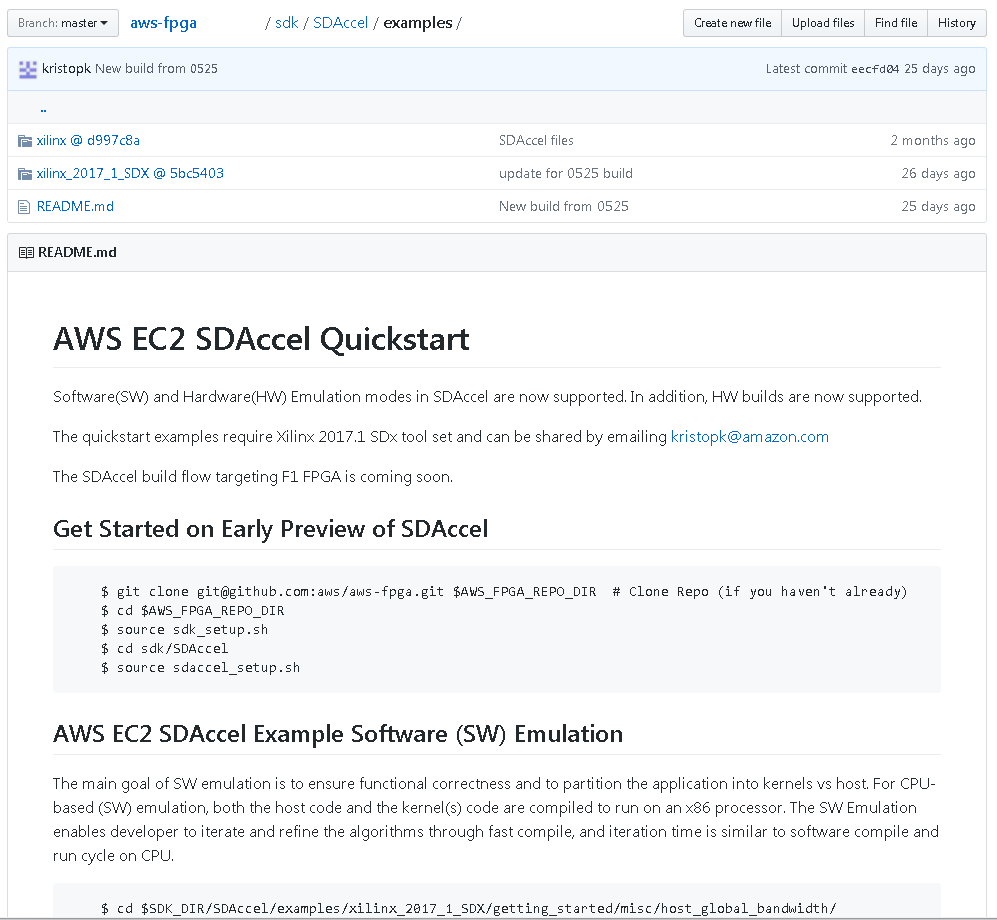 Branch: master aws-fpga / sdk / SDAccel / examples / Create new file Upload files Find file History
kristopk New build from 0525 Latest commit eecfd04 25 days ago
..
xilinx @ d997c8a SDAccel files 2 months ago
xilinx_2017_1_SDX @ 5bc5403 update for 0525 build 26 days ago
README.md New build from 0525 25 days ago
README.md
AWS EC2 SDAccel Quickstart
Software(SW) and Hardware(HW) Emulation modes in SDAccel are now supported. In addition, HW builds are now supported.
The quickstart examples require Xilinx 2017.1 SDx tool set and can be shared by emailing kristopk@amazon.com
The SDAccel build flow targeting F1 FPGA is coming soon.
Get Started on Early Preview of SDAccel
$ git clone git@github.com:aws/aws-fpga.git $AWS_FPGA_REPO_DIR # Clone Repo (if you haven't already)
$ cd $AWS_FPGA_REPO_DIR
$ source sdk_setup.sh
$ cd sdk/SDAccel
$ source sdaccel_setup.sh
AWS EC2 SDAccel Example Software (SW) Emulation
The main goal of SW emulation is to ensure functional correctness and to partition the application into kernels vs host. For CPU-
based (SW) emulation, both the host code and the kernel(s) code are compiled to run on an x86 processor. The SW Emulation
enables developer to iterate and refine the algorithms through fast compile, and iteration time is similar to software compile and
run cycle on CPU.
$ cd $SDK_DIR/SDAccel/examples/xilinx_2017_1_SDX/getting_started/misc/host_global_bandwidth/